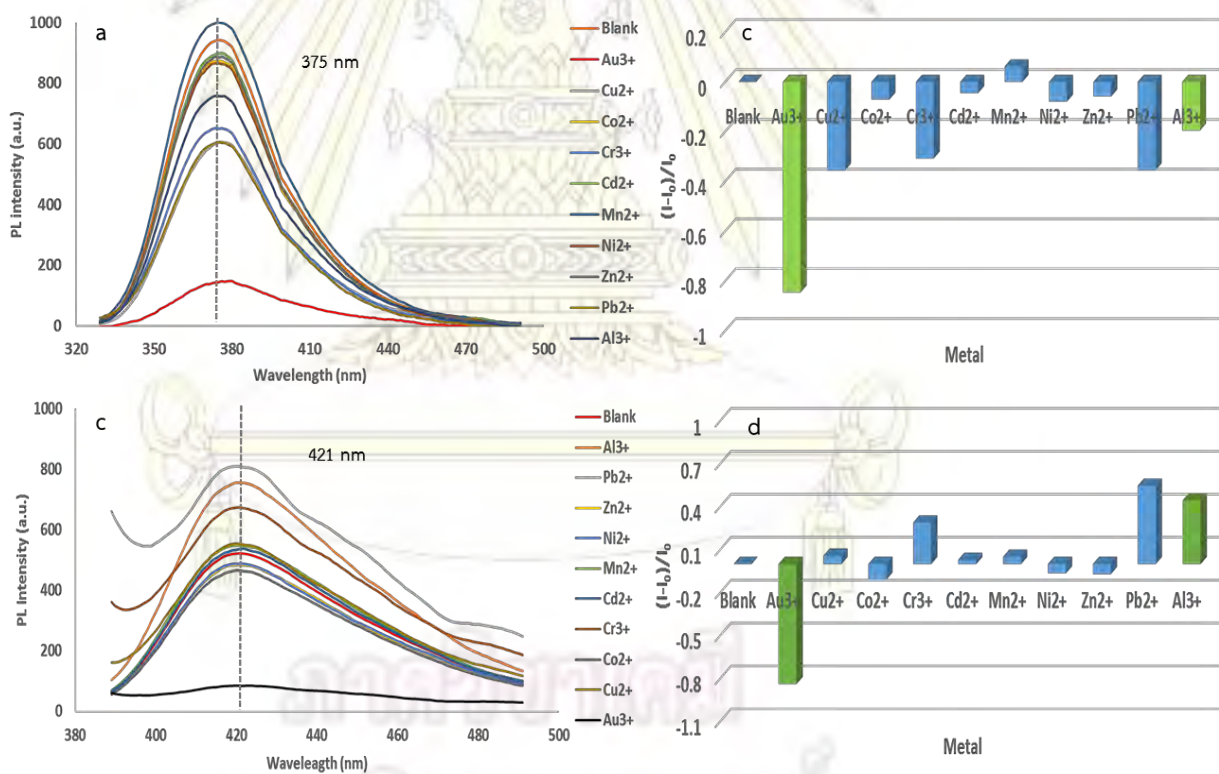 a
375 nm
PL intensity (a.u.)
1000
800
600
400
200
0
320 350 380 410 440 470 500
Wavelength (nm)
Blank
Au3+
Cu2+
Co2+
Cr3+
Cd2+
Mn2+
Ni2+
Zn2+
Pb2+
Al3+
c
(I-I₀)/I₀
0.2
0
-0.2
-0.4
-0.6
-0.8
-1
Blank Au3+ Cu2+ Co2+ Cr3+ Cd2+ Mn2+ Ni2+ Zn2+ Pb2+ Al3+
Metal
c
421 nm
PL Intensity (a.u.)
1000
800
600
400
200
0
380 400 420 440 460 480 500
Waveleagth (nm)
Blank
Al3+
Pb2+
Zn2+
Ni2+
Mn2+
Cd2+
Cr3+
Co2+
Cu2+
Au3+
d
(I-I₀)/I₀
1
0.7
0.4
0.1
-0.2
-0.5
-0.8
-1.1
Blank Au3+ Cu2+ Co2+ Cr3+ Cd2+ Mn2+ Ni2+ Zn2+ Pb2+ Al3+
Metal